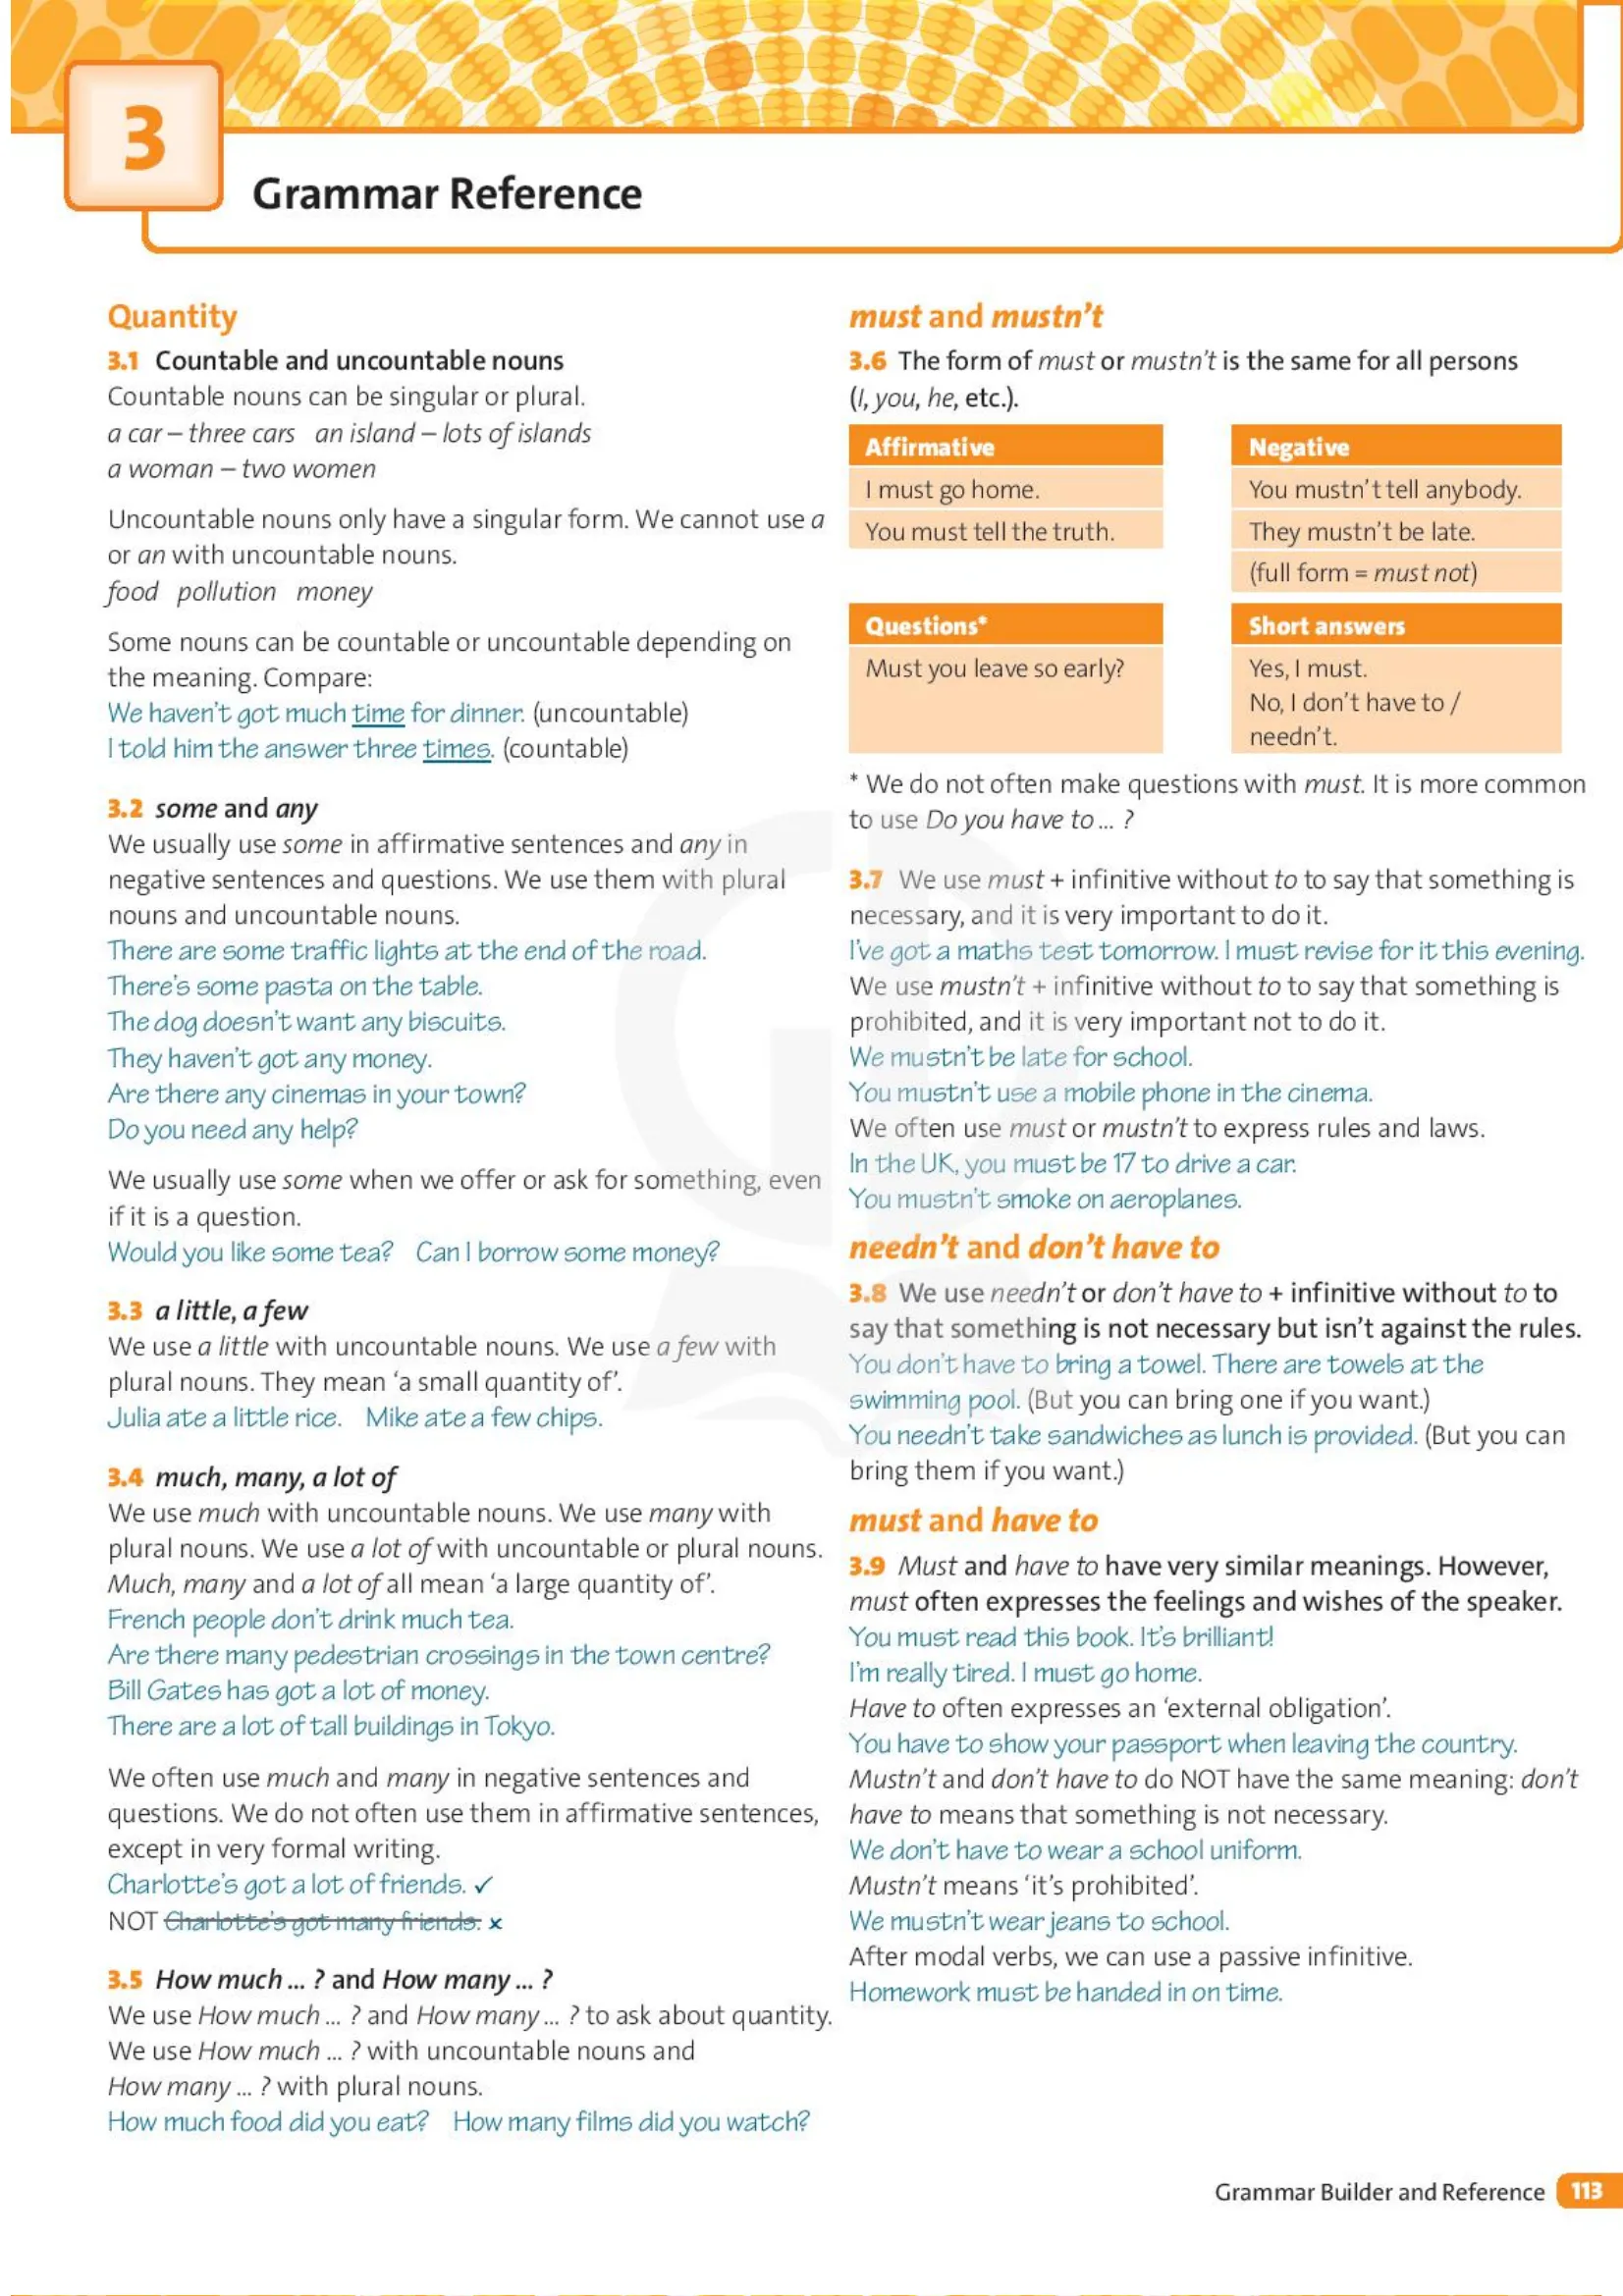 3
Grammar Reference
Quantity
3.1 Countable and uncountable nouns
Countable nouns can be singular or plural.
a car – three cars an island – lots of islands
a woman – two women
Uncountable nouns only have a singular form. We cannot use a
or an with uncountable nouns.
food pollution money
Some nouns can be countable or uncountable depending on
the meaning. Compare:
We haven't got much time for dinner. (uncountable)
I told him the answer three times. (countable)
3.2 some and any
We usually use some in affirmative sentences and any in
negative sentences and questions. We use them with plural
nouns and uncountable nouns.
There are some traffic lights at the end of the road.
There's some pasta on the table.
The dog doesn't want any biscuits.
They haven't got any money.
Are there any cinemas in your town?
Do you need any help?
We usually use some when we offer or ask for something, even
if it is a question.
Would you like some tea? Can I borrow some money?
3.3 a little, a few
We use a little with uncountable nouns. We use a few with
plural nouns. They mean 'a small quantity of'.
Julia ate a little rice. Mike ate a few chips.
3.4 much, many, a lot of
We use much with uncountable nouns. We use many with
plural nouns. We use a lot of with uncountable or plural nouns.
Much, many and a lot of all mean 'a large quantity of'.
French people don't drink much tea.
Are there many pedestrian crossings in the town centre?
Bill Gates has got a lot of money.
There are a lot of tall buildings in Tokyo.
We often use much and many in negative sentences and
questions. We do not often use them in affirmative sentences,
except in very formal writing.
Charlotte's got a lot of friends. ✓
NOT Charlotte's got many friends. ✗
3.5 How much ... ? and How many ... ?
We use How much ... ? and How many ... ? to ask about quantity.
We use How much ... ? with uncountable nouns and
How many ... ? with plural nouns.
How much food did you eat? How many films did you watch?
must and mustn't
3.6 The form of must or mustn't is the same for all persons
(I, you, he, etc.).
Affirmative
I must go home.
You must tell the truth.
Negative
You mustn't tell anybody.
They mustn't be late.
(full form = must not)
Questions*
Must you leave so early?
Short answers
Yes, I must.
No, I don't have to /
needn't.
* We do not often make questions with must. It is more common
to use Do you have to ... ?
3.7 We use must + infinitive without to to say that something is
necessary, and it is very important to do it.
I've got a maths test tomorrow. I must revise for it this evening.
We use mustn't + infinitive without to to say that something is
prohibited, and it is very important not to do it.
We mustn't be late for school.
You mustn't use a mobile phone in the cinema.
We often use must or mustn't to express rules and laws.
In the UK, you must be 17 to drive a car.
You mustn't smoke on aeroplanes.
needn't and don't have to
3.8 We use needn't or don't have to + infinitive without to to
say that something is not necessary but isn't against the rules.
You don't have to bring a towel. There are towels at the
swimming pool. (But you can bring one if you want.)
You needn't take sandwiches as lunch is provided. (But you can
bring them if you want.)
must and have to
3.9 Must and have to have very similar meanings. However,
must often expresses the feelings and wishes of the speaker.
You must read this book. It's brilliant!
I'm really tired. I must go home.
Have to often expresses an 'external obligation'.
You have to show your passport when leaving the country.
Mustn't and don't have to do NOT have the same meaning: don't
have to means that something is not necessary.
We don't have to wear a school uniform.
Mustn't means 'it's prohibited'.
We mustn't wear jeans to school.
After modal verbs, we can use a passive infinitive.
Homework must be handed in on time.
Grammar Builder and Reference 113